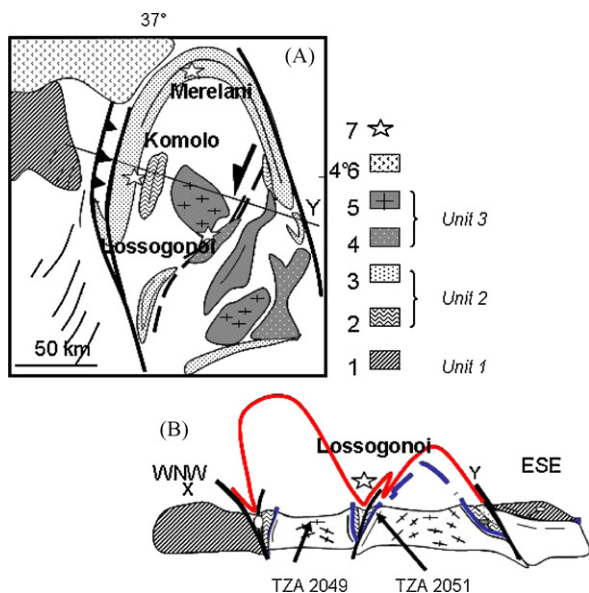 37°
(A)
Merelani
Komolo
Lossogonoi
Y
50 km
7
4°6
5
4
Unit 3
3
2
Unit 2
1
Unit 1
(B)
Lossogonoi
WNW
X
Y
ESE
TZA 2049
TZA 2051